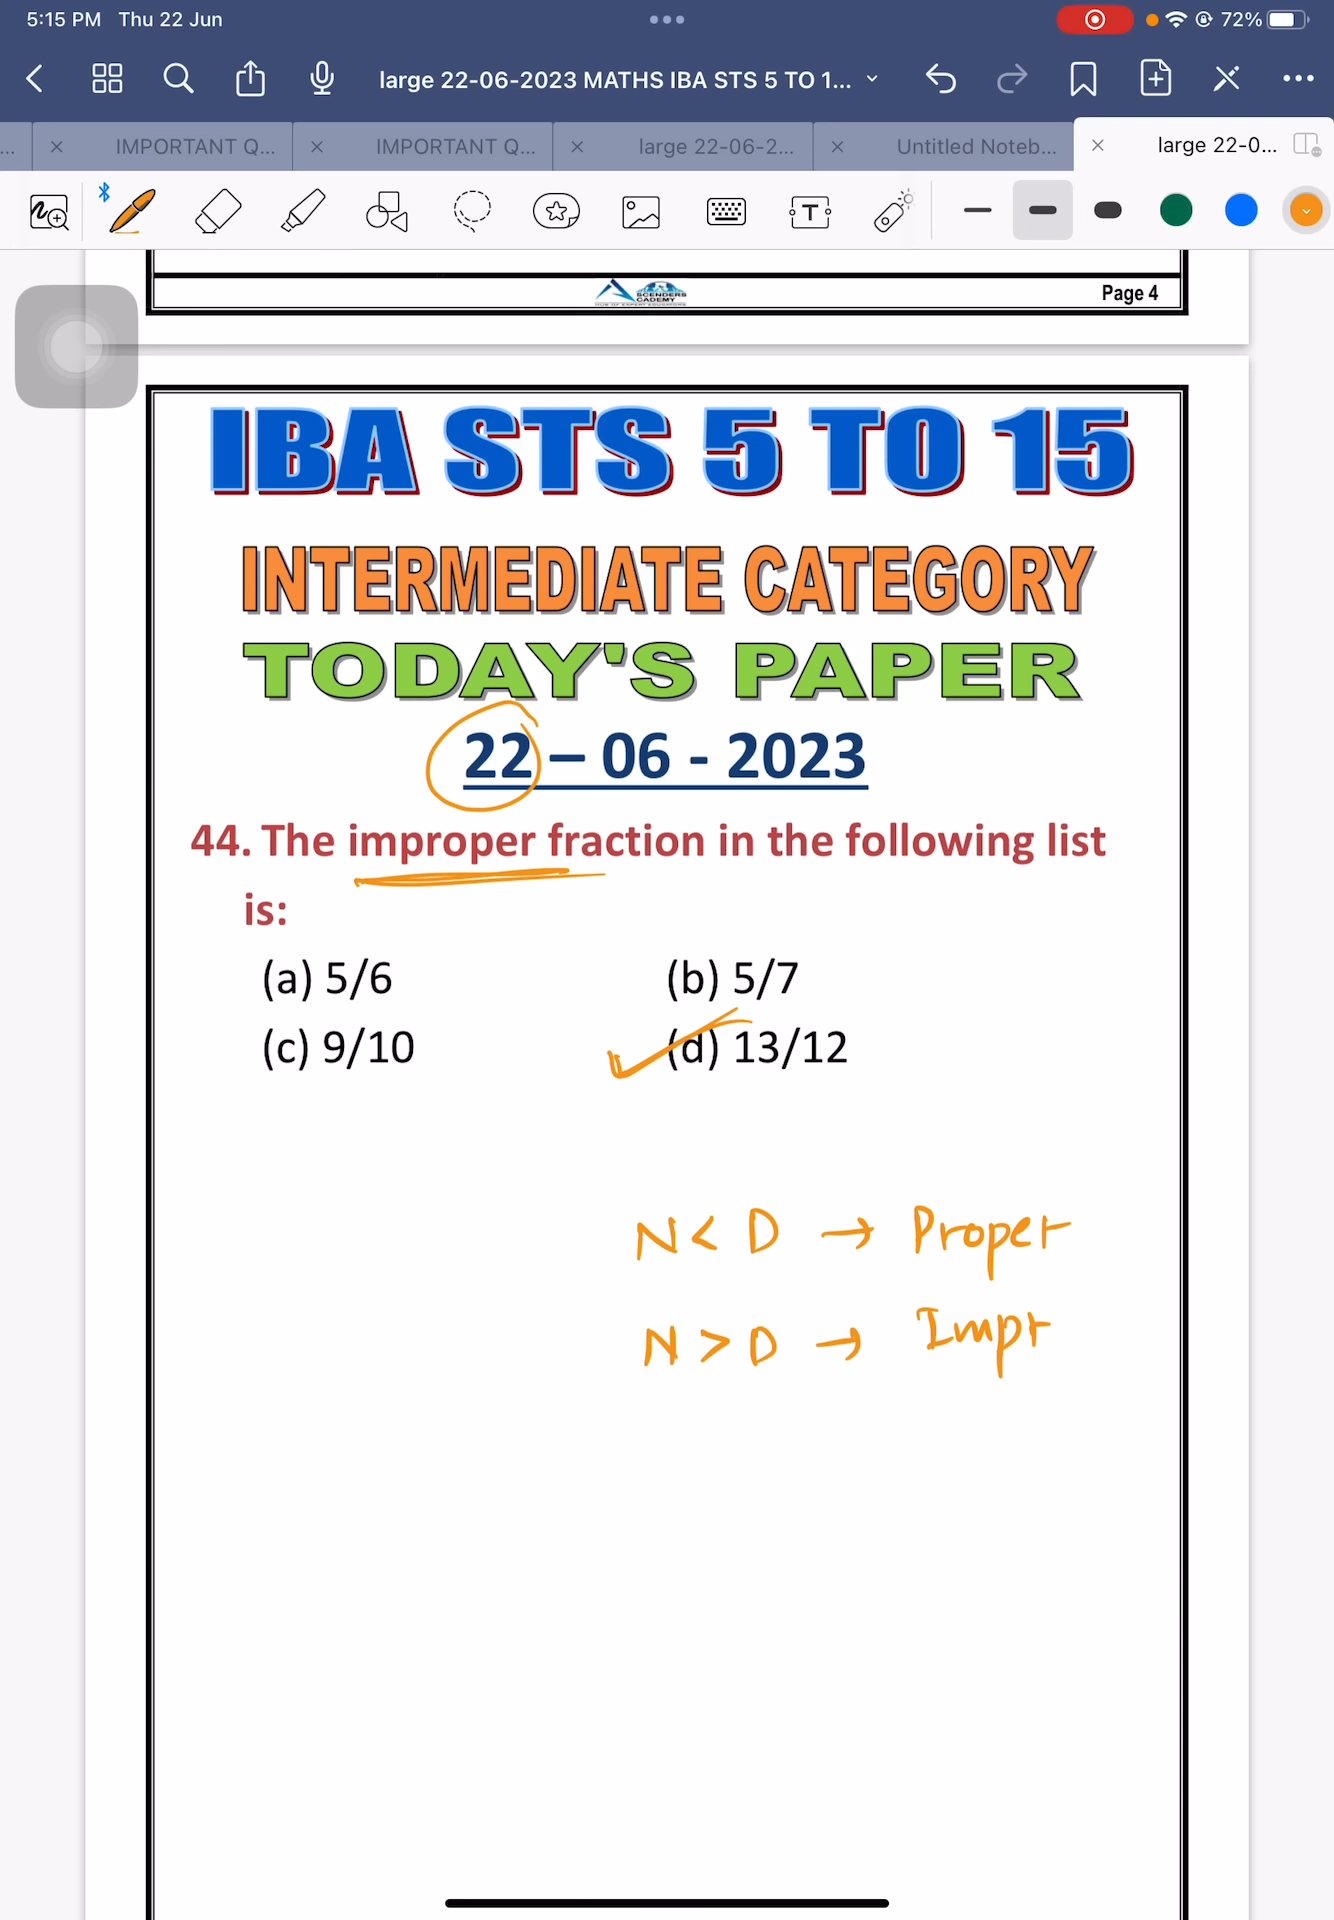 5:15 PM Thu 22 Jun
72%
large 22-06-2023 MATHS IBA STS 5 TO 1...
... IMPORTANT Q... IMPORTANT Q... large 22-06-2... Untitled Noteb... large 22-0...
T
SCENDERS
CADEMY
Page 4
IBA STS 5 TO 15
INTERMEDIATE CATEGORY
TODAY'S PAPER
22 – 06 - 2023
44. The improper fraction in the following list
is:
(a) 5/6 (b) 5/7
(c) 9/10 (d) 13/12
N < D → Proper
N > D → Impr